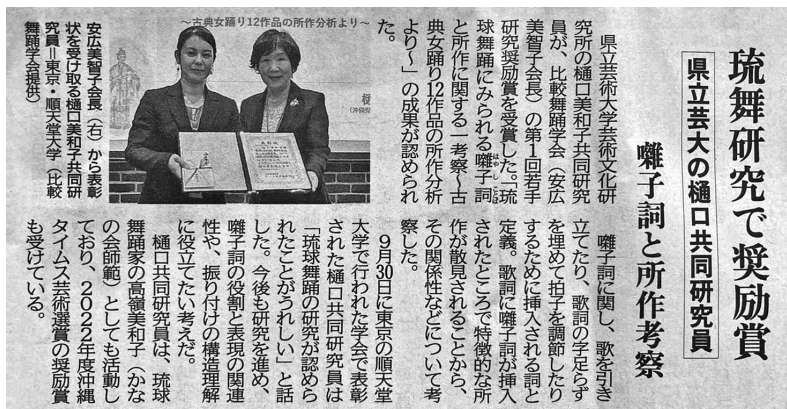 琉舞研究で奨励賞
県立芸大の樋口共同研究員
囃子詞と所作考察
県立芸術大学芸術文化研
究所の樋口美和子共同研究
員が、比較舞踊学会（安広
美智子会長）の第1回若手
研究奨励賞を受賞した。「琉
球舞踊にみられる囃子詞
はやしことば
と所作に関する一考察〜古
典女踊り12作品の所作分析
より〜」の成果が認められ
た。
〜古典女踊り12作品の所作分析より〜
安広美智子会長（右）から表彰
状を受け取る樋口美和子共同研
究員＝東京・順天堂大学（比較
舞踊学会提供）
囃子詞に関し、歌を引き
立てたり、歌詞の字足らず
を埋めて拍子を調節したり
するために挿入される詞と
定義。歌詞に囃子詞が挿入
されたところで特徴的な所
作が散見されることから、
その関係性などについて考
察した。
9月30日に東京の順天堂
大学で行われた学会で表彰
された樋口共同研究員は
「琉球舞踊の研究が認めら
れたことがうれしい」と話
した。今後も研究を進め、
囃子詞の役割と表現の関連
性や、振り付けの構造理解
に役立てたい考えだ。
樋口共同研究員は、琉球
舞踊家の高嶺美和子（かな
の会師範）としても活動し
ており、2022年度沖縄
タイムス芸術選賞の奨励賞
も受けている。